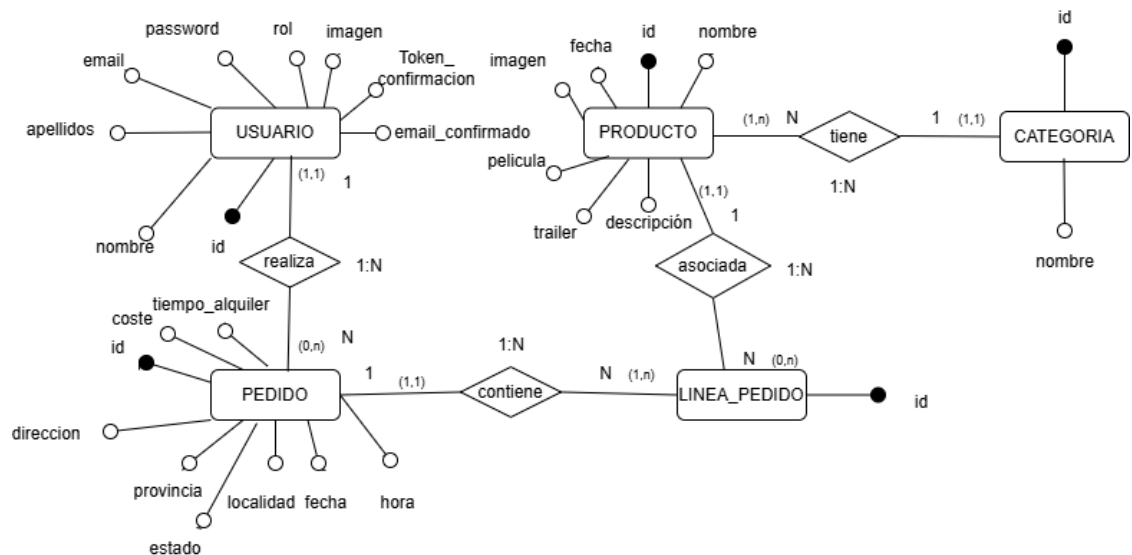 id
password
rol
imagen
id
nombre
fecha
imagen
email
Token_
confirmacion
apellidos
USUARIO
email_confirmado
PRODUCTO
(1,n)
N
tiene
1
(1,1)
CATEGORIA
pelicula
(1,1)
1
(1,1)
1:N
1
nombre
id
trailer
descripción
nombre
realiza
1:N
asociada
1:N
tiempo_alquiler
coste
id
(0,n)
N
1:N
1
(1,1)
N
(1,n)
N
(0,n)
PEDIDO
contiene
LINEA_PEDIDO
id
direccion
provincia
localidad
fecha
hora
estado